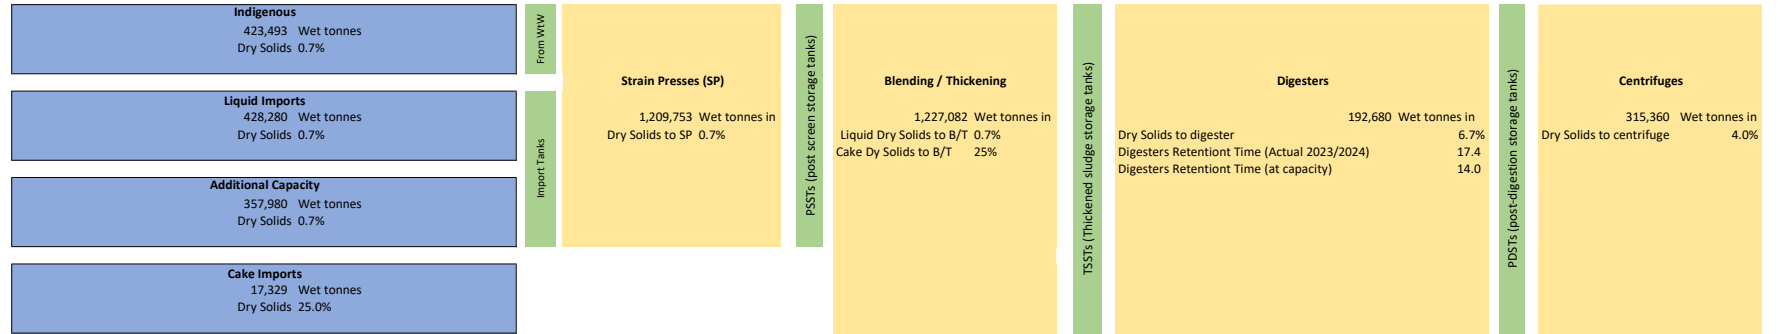 Indigenous
423,493 Wet tonnes
Dry Solids 0.7%
Liquid Imports
428,280 Wet tonnes
Dry Solids 0.7%
Additional Capacity
357,980 Wet tonnes
Dry Solids 0.7%
Cake Imports
17,329 Wet tonnes
Dry Solids 25.0%
From WtW
Import Tanks
Strain Presses (SP)
1,209,753 Wet tonnes in
Dry Solids to SP 0.7%
PSSTs (post screen storage tanks)
Blending / Thickening
1,227,082 Wet tonnes in
Liquid Dry Solids to B/T 0.7%
Cake Dy Solids to B/T 25%
TSSTs (Thickened sludge storage tanks)
Digesters
192,680 Wet tonnes in
Dry Solids to digester 6.7%
Digesters Retentiont Time (Actual 2023/2024) 17.4
Digesters Retentiont Time (at capacity) 14.0
PDSTs (post-digestion storage tanks)
Centrifuges
315,360 Wet tonnes in
Dry Solids to centrifuge 4.0%